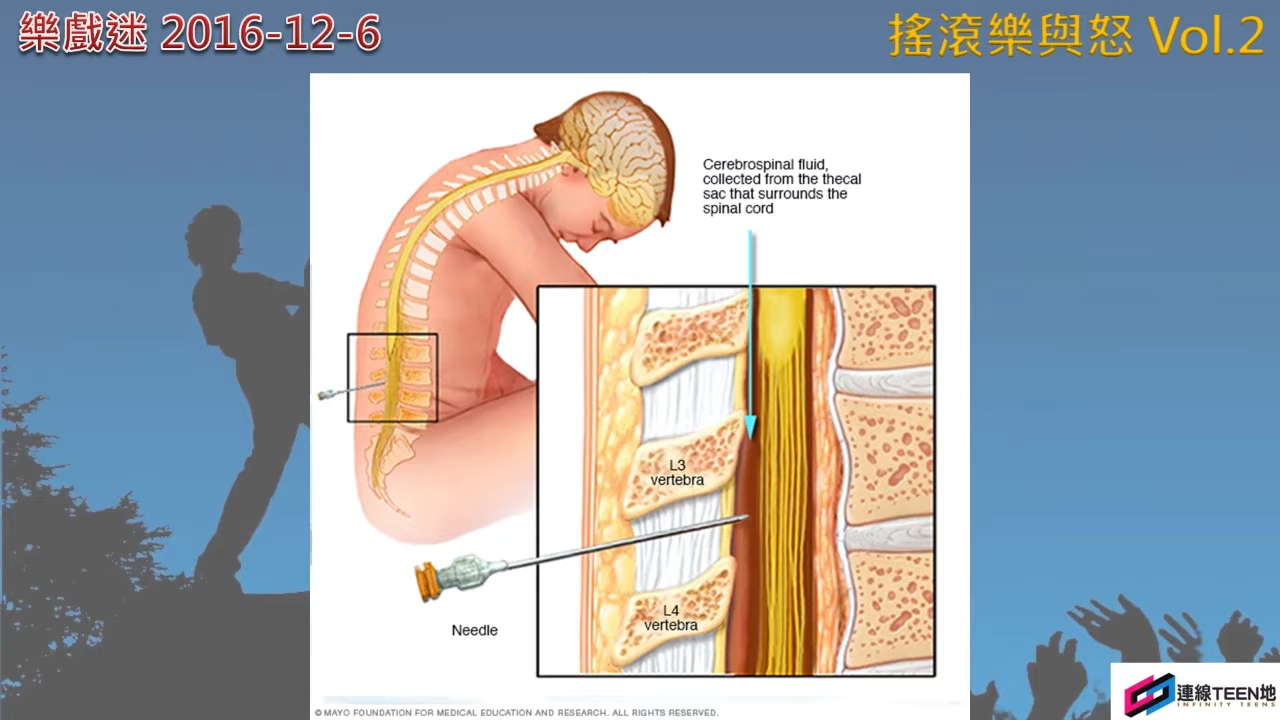 樂戲迷 2016-12-6
搖滾樂與怒 Vol.2
Cerebrospinal fluid,
collected from the thecal
sac that surrounds the
spinal cord
L3
vertebra
L4
vertebra
Needle
© MAYO FOUNDATION FOR MEDICAL EDUCATION AND RESEARCH. ALL RIGHTS RESERVED.
連線TEEN地
INFINITY TEENS